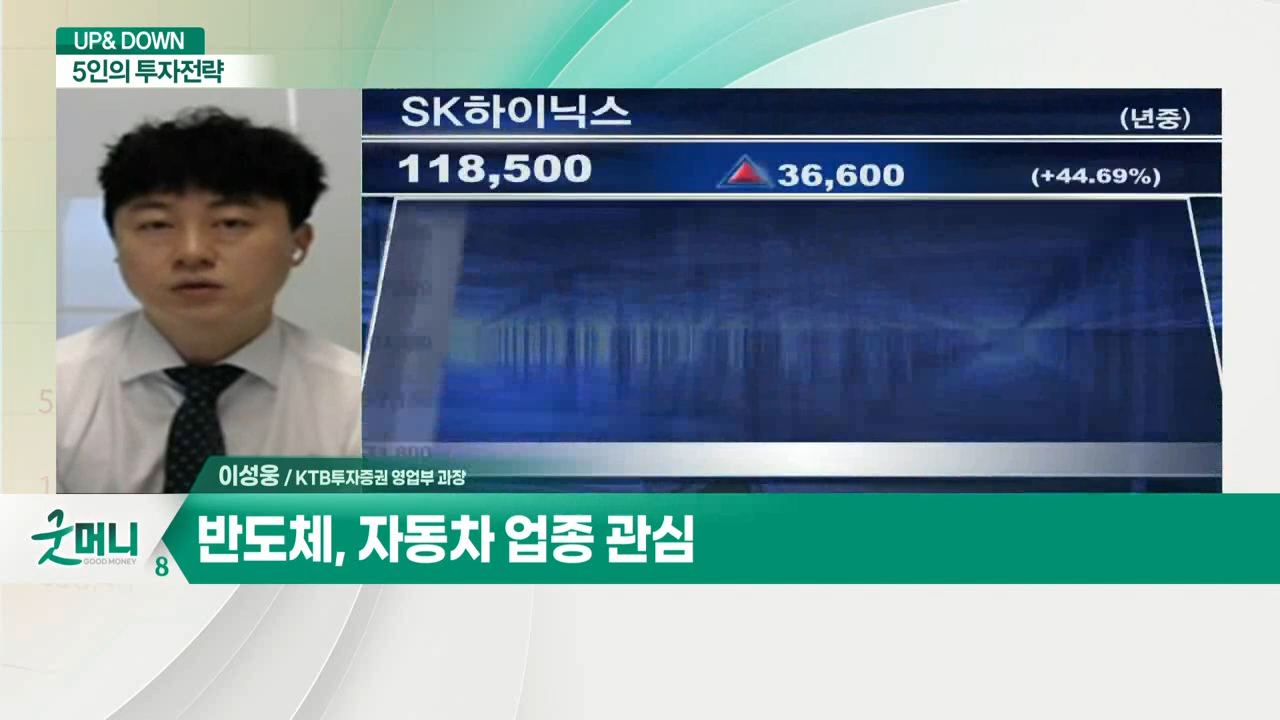 UP& DOWN
5인의 투자전략
SK하이닉스 (년중)
118,500 36,600 (+44.69%)
이성웅 / KTB투자증권 영업부 과장
굿머니
GOOD MONEY
8
반도체, 자동차 업종 관심